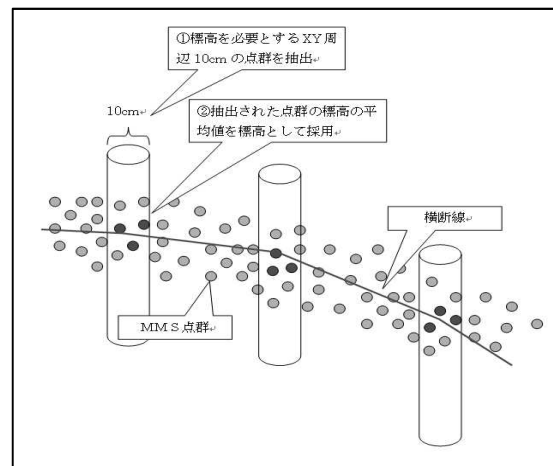 ①標高を必要とするXY周
辺10cmの点群を抽出↵
10cm↵
②抽出された点群の標高の平
均値を標高として採用↵
横断線↵
MMS点群↵